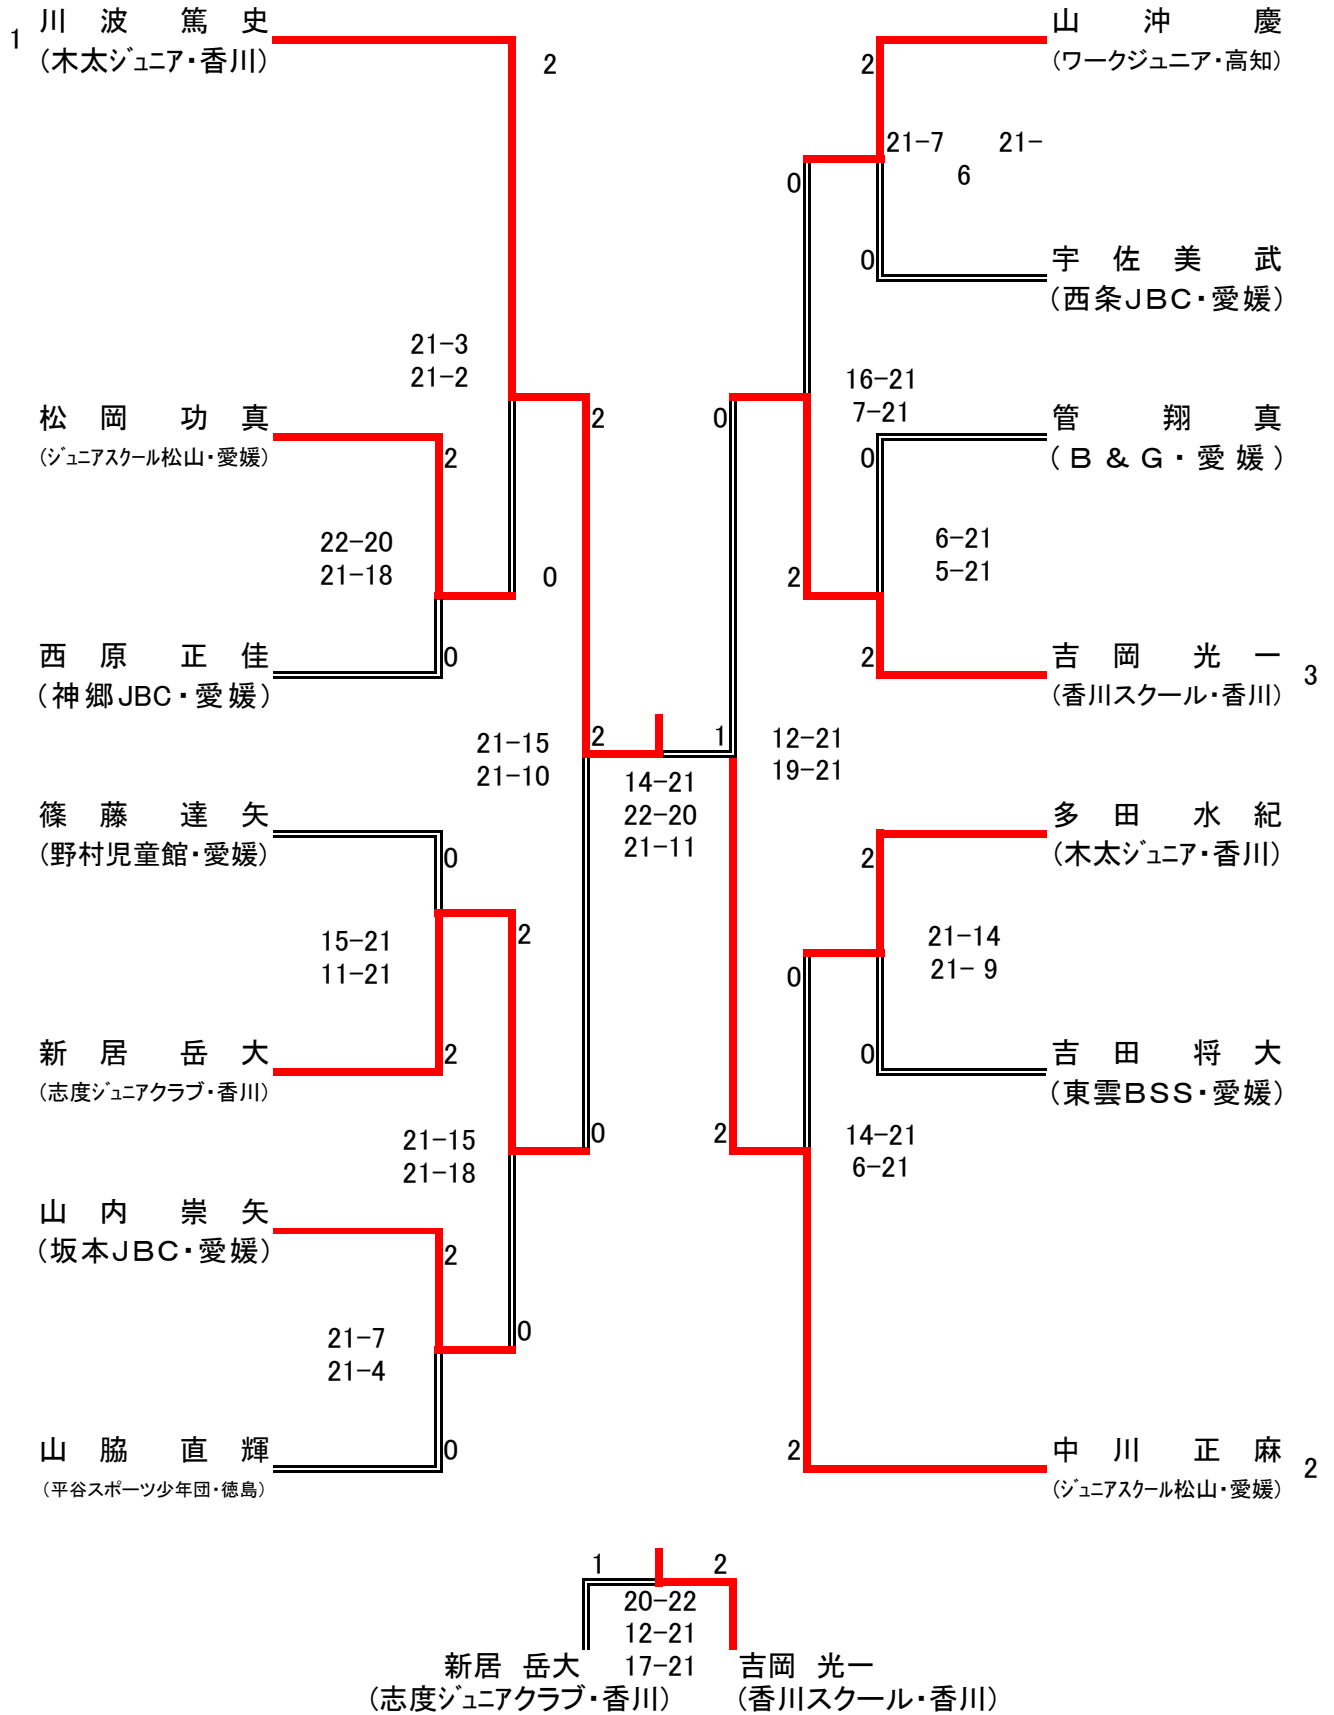 1
川 波 篤 史
(木太ジュニア・香川)
2
21-3
21-2
松 岡 功 真
(ジュニアスクール松山・愛媛)
2
22-20
21-18
0
西 原 正 佳
(神郷JBC・愛媛)
0
2
21-15
21-10
2
篠 藤 達 矢
(野村児童館・愛媛)
0
15-21
11-21
2
新 居 岳 大
(志度ジュニアクラブ・香川)
2
21-15
21-18
0
山 内 崇 矢
(坂本JBC・愛媛)
2
21-7
21-4
0
山 脇 直 輝
(平谷スポーツ少年団・徳島)
0
14-21
22-20
21-11
山 沖 慶
(ワークジュニア・高知)
2
21-7 21-
6
0
0
宇 佐 美 武
(西条JBC・愛媛)
16-21
7-21
0
管 翔 真
(B & G・愛媛)
0
6-21
5-21
2
2
吉 岡 光 一
(香川スクール・香川)
3
1
12-21
19-21
多 田 水 紀
(木太ジュニア・香川)
2
21-14
21- 9
0
0
吉 田 将 大
(東雲BSS・愛媛)
2
14-21
6-21
2
中 川 正 麻
(ジュニアスクール松山・愛媛)
2
1 2
20-22
12-21
17-21
新居 岳大
(志度ジュニアクラブ・香川)
吉岡 光一
(香川スクール・香川)